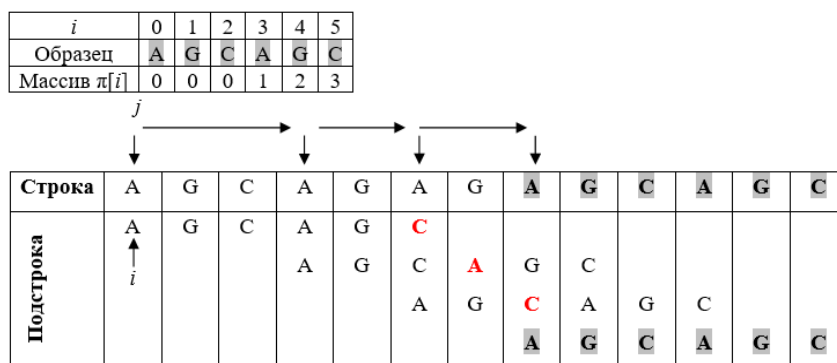 i 0 1 2 3 4 5
Образец A G C A G C
Массив π[i] 0 0 0 1 2 3
j
Строка A G C A G A G A G C A G C
Подстрока
A G C A G C
i
A G C A G C
A G C A G C
A G C A G C